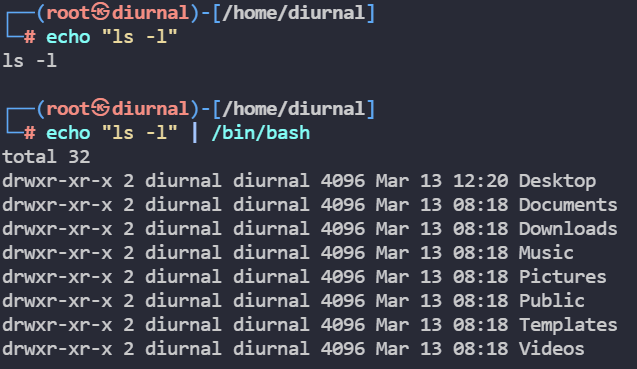 ┌──(root㉿diurnal)-[/home/diurnal]
└─# echo "ls -l"
ls -l
┌──(root㉿diurnal)-[/home/diurnal]
└─# echo "ls -l" | /bin/bash
total 32
drwxr-xr-x 2 diurnal diurnal 4096 Mar 13 12:20 Desktop
drwxr-xr-x 2 diurnal diurnal 4096 Mar 13 08:18 Documents
drwxr-xr-x 2 diurnal diurnal 4096 Mar 13 08:18 Downloads
drwxr-xr-x 2 diurnal diurnal 4096 Mar 13 08:18 Music
drwxr-xr-x 2 diurnal diurnal 4096 Mar 13 08:18 Pictures
drwxr-xr-x 2 diurnal diurnal 4096 Mar 13 08:18 Public
drwxr-xr-x 2 diurnal diurnal 4096 Mar 13 08:18 Templates
drwxr-xr-x 2 diurnal diurnal 4096 Mar 13 08:18 Videos